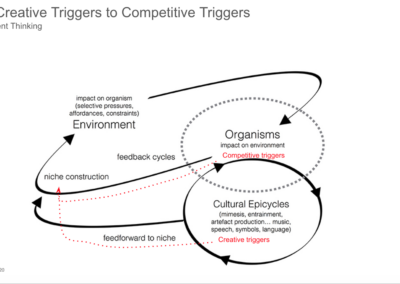 Creative Triggers to Competitive Triggers
nt Thinking
impact on organism
(selective pressures,
affordances, constraints)
Environment
Organisms
impact on environment
Competitive triggers
feedback cycles
niche construction
Cultural Epicycles
(mimesis, entrainment,
artefact production... music,
speech, symbols, language)
Creative triggers
feedforward to niche